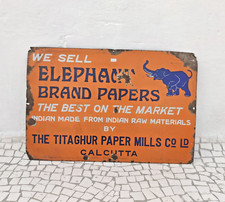 WE SELL
ELEPHANT
BRAND PAPERS
THE BEST ON THE MARKET
INDIAN MADE FROM INDIAN RAW MATERIALS
BY
THE TITAGHUR PAPER MILLS CO LD
CALCUTTA